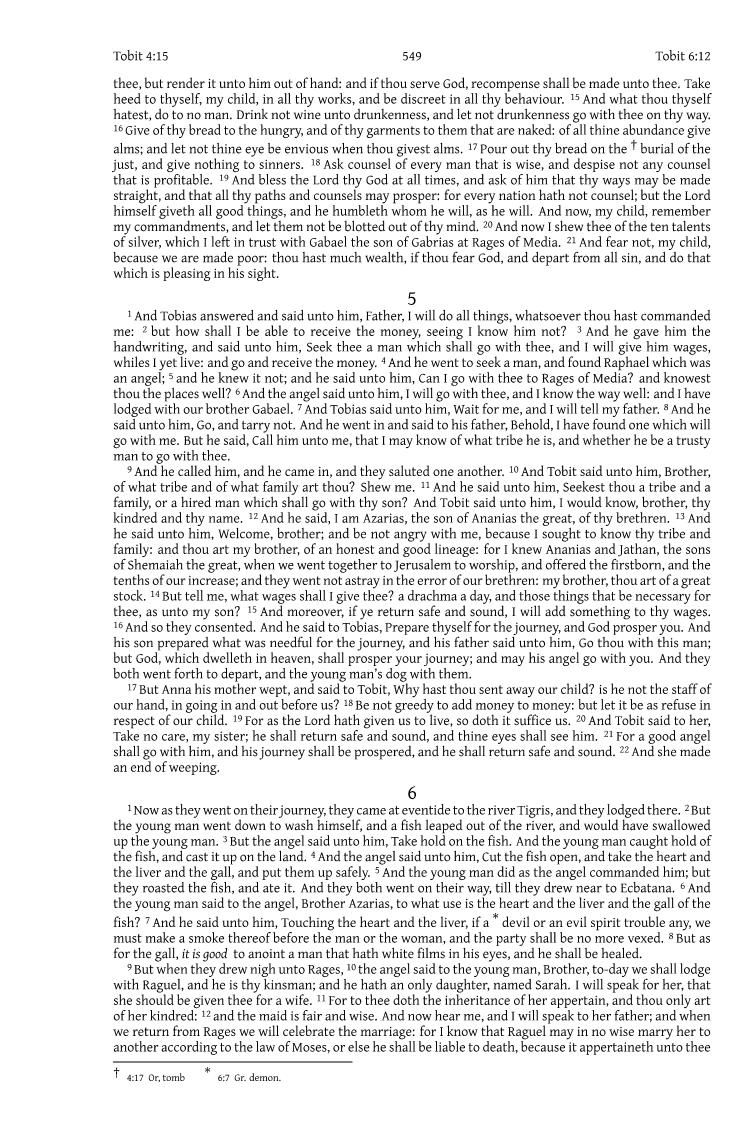 Tobit 4:15 549 Tobit 6:12
thee, but render it unto him out of hand: and if thou serve God, recompense shall be made unto thee. Take
heed to thyself, my child, in all thy works, and be discreet in all thy behaviour. 15 And what thou thyself
hatest, do to no man. Drink not wine unto drunkenness, and let not drunkenness go with thee on thy way.
16 Give of thy bread to the hungry, and of thy garments to them that are naked: of all thine abundance give
alms; and let not thine eye be envious when thou givest alms. 17 Pour out thy bread on the † burial of the
just, and give nothing to sinners. 18 Ask counsel of every man that is wise, and despise not any counsel
that is profitable. 19 And bless the Lord thy God at all times, and ask of him that thy ways may be made
straight, and that all thy paths and counsels may prosper: for every nation hath not counsel; but the Lord
himself giveth all good things, and he humbleth whom he will, as he will. And now, my child, remember
my commandments, and let them not be blotted out of thy mind. 20 And now I shew thee of the ten talents
of silver, which I left in trust with Gabael the son of Gabrias at Rages of Media. 21 And fear not, my child,
because we are made poor: thou hast much wealth, if thou fear God, and depart from all sin, and do that
which is pleasing in his sight.
5
1 And Tobias answered and said unto him, Father, I will do all things, whatsoever thou hast commanded
me: 2 but how shall I be able to receive the money, seeing I know him not? 3 And he gave him the
handwriting, and said unto him, Seek thee a man which shall go with thee, and I will give him wages,
whiles I yet live: and go and receive the money. 4 And he went to seek a man, and found Raphael which was
an angel; 5 and he knew it not; and he said unto him, Can I go with thee to Rages of Media? and knowest
thou the places well? 6 And the angel said unto him, I will go with thee, and I know the way well: and I have
lodged with our brother Gabael. 7 And Tobias said unto him, Wait for me, and I will tell my father. 8 And he
said unto him, Go, and tarry not. And he went in and said to his father, Behold, I have found one which will
go with me. But he said, Call him unto me, that I may know of what tribe he is, and whether he be a trusty
man to go with thee.
9 And he called him, and he came in, and they saluted one another. 10 And Tobit said unto him, Brother,
of what tribe and of what family art thou? Shew me. 11 And he said unto him, Seekest thou a tribe and a
family, or a hired man which shall go with thy son? And Tobit said unto him, I would know, brother, thy
kindred and thy name. 12 And he said, I am Azarias, the son of Ananias the great, of thy brethren. 13 And
he said unto him, Welcome, brother; and be not angry with me, because I sought to know thy tribe and
family: and thou art my brother, of an honest and good lineage: for I knew Ananias and Jathan, the sons
of Shemaiah the great, when we went together to Jerusalem to worship, and offered the firstborn, and the
tenths of our increase; and they went not astray in the error of our brethren: my brother, thou art of a great
stock. 14 But tell me, what wages shall I give thee? a drachma a day, and those things that be necessary for
thee, as unto my son? 15 And moreover, if ye return safe and sound, I will add something to thy wages.
16 And so they consented. And he said to Tobias, Prepare thyself for the journey, and God prosper you. And
his son prepared what was needful for the journey, and his father said unto him, Go thou with this man;
but God, which dwelleth in heaven, shall prosper your journey; and may his angel go with you. And they
both went forth to depart, and the young man's dog with them.
17 But Anna his mother wept, and said to Tobit, Why hast thou sent away our child? is he not the staff of
our hand, in going in and out before us? 18 Be not greedy to add money to money: but let it be as refuse in
respect of our child. 19 For as the Lord hath given us to live, so doth it suffice us. 20 And Tobit said to her,
Take no care, my sister; he shall return safe and sound, and thine eyes shall see him. 21 For a good angel
shall go with him, and his journey shall be prospered, and he shall return safe and sound. 22 And she made
an end of weeping.
6
1 Now as they went on their journey, they came at eventide to the river Tigris, and they lodged there. 2 But
the young man went down to wash himself, and a fish leaped out of the river, and would have swallowed
up the young man. 3 But the angel said unto him, Take hold on the fish. And the young man caught hold of
the fish, and cast it up on the land. 4 And the angel said unto him, Cut the fish open, and take the heart and
the liver and the gall, and put them up safely. 5 And the young man did as the angel commanded him; but
they roasted the fish, and ate it. And they both went on their way, till they drew near to Ecbatana. 6 And
the young man said to the angel, Brother Azarias, to what use is the heart and the liver and the gall of the
fish? 7 And he said unto him, Touching the heart and the liver, if a * devil or an evil spirit trouble any, we
must make a smoke thereof before the man or the woman, and the party shall be no more vexed. 8 But as
for the gall, it is good to anoint a man that hath white films in his eyes, and he shall be healed.
9 But when they drew nigh unto Rages, 10 the angel said to the young man, Brother, to-day we shall lodge
with Raguel, and he is thy kinsman; and he hath an only daughter, named Sarah. I will speak for her, that
she should be given thee for a wife. 11 For to thee doth the inheritance of her appertain, and thou only art
of her kindred: 12 and the maid is fair and wise. And now hear me, and I will speak to her father; and when
we return from Rages we will celebrate the marriage: for I know that Raguel may in no wise marry her to
another according to the law of Moses, or else he shall be liable to death, because it appertaineth unto thee
† 4:17 Or, tomb * 6:7 Gr. demon.